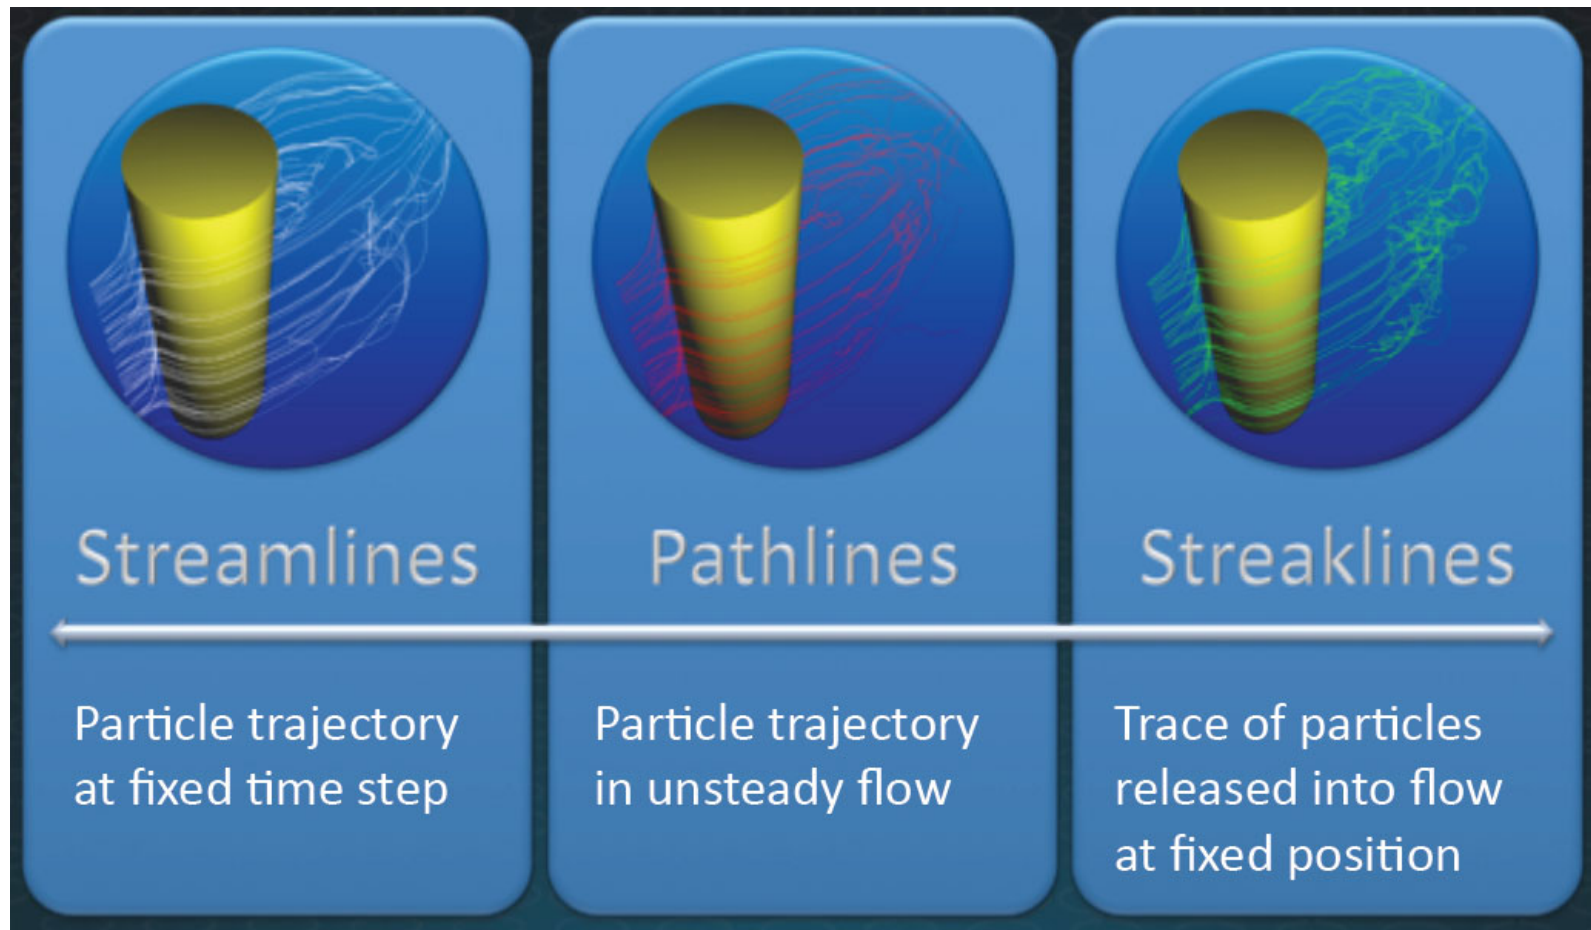 Streamlines
Particle trajectory
at fixed time step
Pathlines
Particle trajectory
in unsteady flow
Streaklines
Trace of particles
released into flow
at fixed position